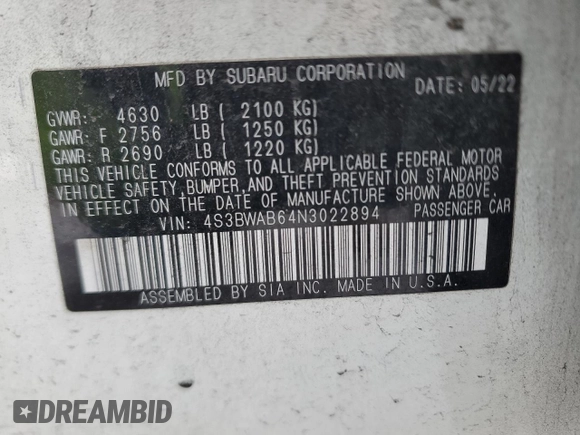 MFD BY SUBARU CORPORATION
DATE: 05/22
GVWR: 4630 LB ( 2100 KG)
GAWR: F 2756 LB ( 1250 KG)
GAWR: R 2690 LB ( 1220 KG)
THIS VEHICLE CONFORMS TO ALL APPLICABLE FEDERAL MOTOR
VEHICLE SAFETY, BUMPER, AND THEFT PREVENTION STANDARDS
IN EFFECT ON THE DATE OF MANUFACTURE SHOWN ABOVE.
VIN: 4S3BWAB64N3022894 PASSENGER CAR
ASSEMBLED BY SIA INC. MADE IN U.S.A.
DREAMBID